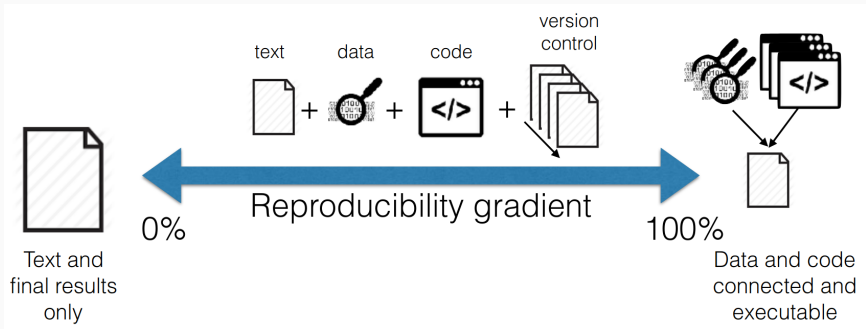 text
data
code
version
control
+
+
+
</>
</>
0%
Reproducibility gradient
100%
Text and
final results
only
Data and code
connected and
executable